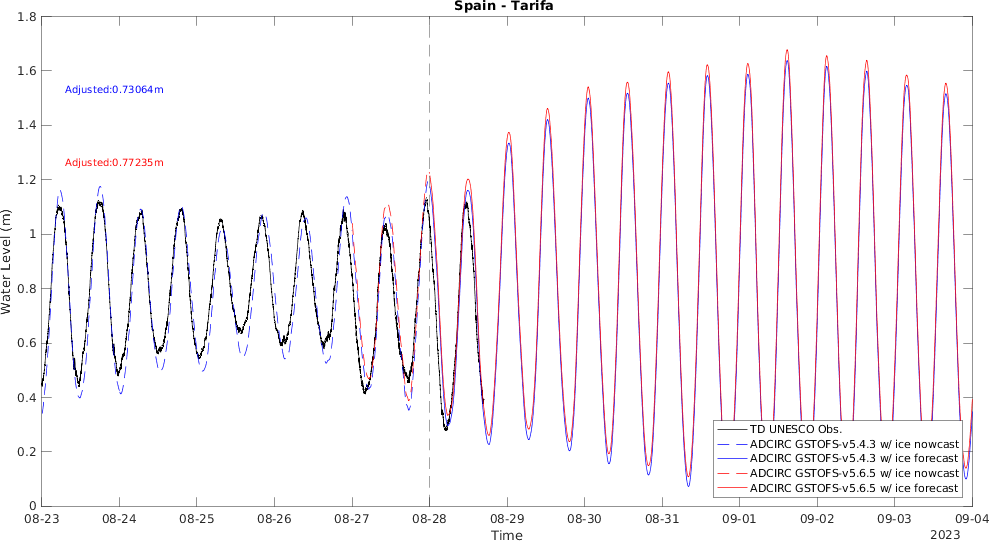 Spain - Tarifa
1.8
1.6
1.4
1.2
1
0.8
0.6
0.4
0.2
0
Water Level (m)
Adjusted:0.73064m
Adjusted:0.77235m
TD UNESCO Obs.
ADCIRC GSTOFS-v5.4.3 w/ ice nowcast
ADCIRC GSTOFS-v5.4.3 w/ ice forecast
ADCIRC GSTOFS-v5.6.5 w/ ice nowcast
ADCIRC GSTOFS-v5.6.5 w/ ice forecast
08-23 08-24 08-25 08-26 08-27 08-28 08-29 08-30 08-31 09-01 09-02 09-03 09-04
Time
2023